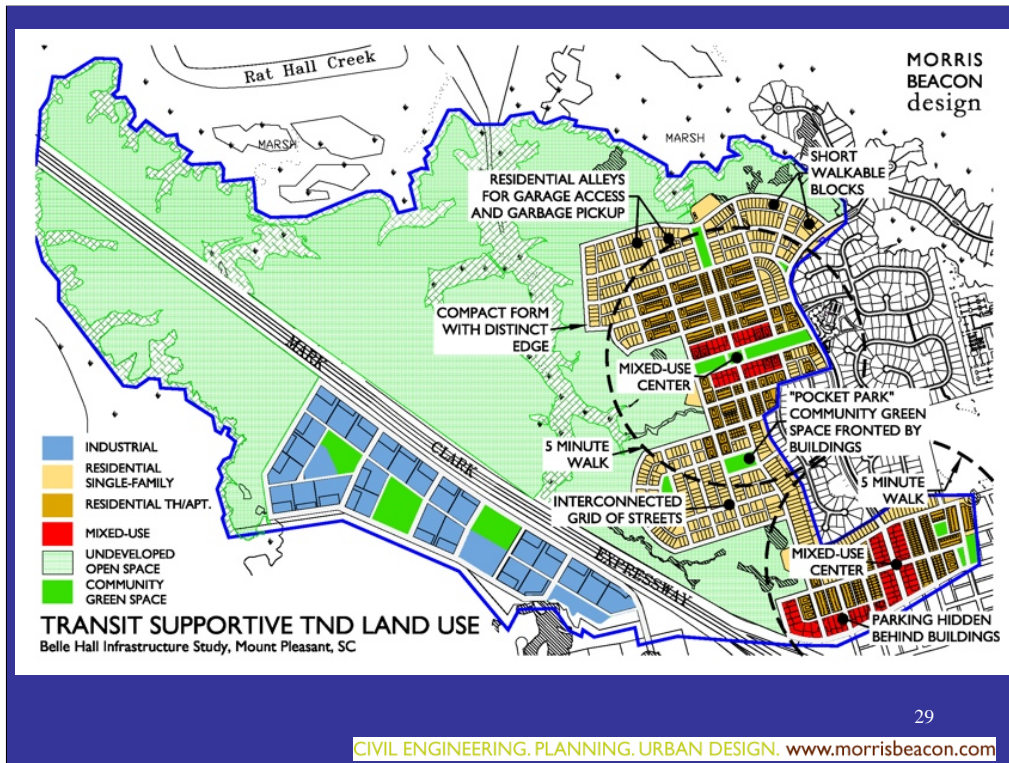 Rat Hall Creek
MORRIS
BEACON
design
MARSH
MARSH
SHORT
WALKABLE
BLOCKS
RESIDENTIAL ALLEYS
FOR GARAGE ACCESS
AND GARBAGE PICKUP
COMPACT FORM
WITH DISTINCT
EDGE
MARK
CLARK
EXPRESSWAY
MIXED-USE
CENTER
"POCKET PARK"
COMMUNITY GREEN
SPACE FRONTED BY
BUILDINGS
5 MINUTE
WALK
5 MINUTE
WALK
INTERCONNECTED
GRID OF STREETS
MIXED-USE
CENTER
PARKING HIDDEN
BEHIND BUILDINGS
INDUSTRIAL
RESIDENTIAL
SINGLE-FAMILY
RESIDENTIAL TH/APT.
MIXED-USE
UNDEVELOPED
OPEN SPACE
COMMUNITY
GREEN SPACE
TRANSIT SUPPORTIVE TND LAND USE
Belle Hall Infrastructure Study, Mount Pleasant, SC
29
CIVIL ENGINEERING. PLANNING. URBAN DESIGN. www.morrisbeacon.com